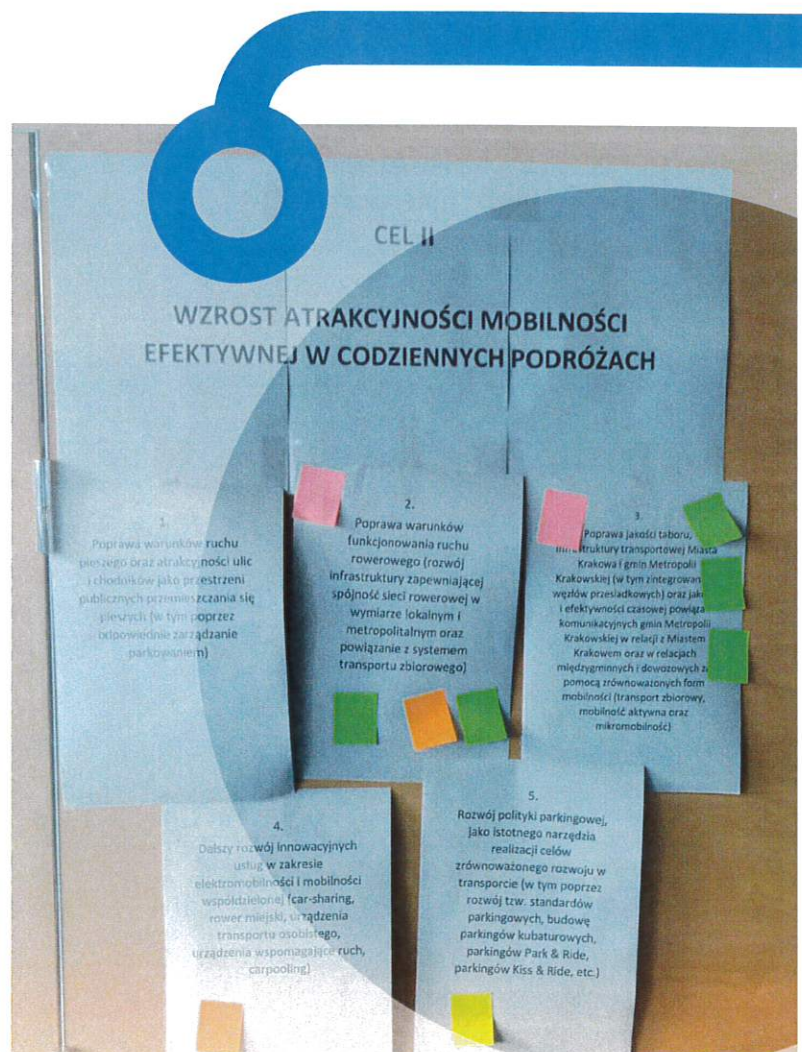 CEL II
WZROST ATRAKCYJNOŚCI MOBILNOŚCI
EFEKTYWNEJ W CODZIENNYCH PODRÓŻACH
1.
Poprawa warunków ruchu
pieszego oraz atrakcyjności ulic
i chodników jako przestrzeni
publicznych przemieszczania się
pieszych (w tym poprzez
odpowiednie zarządzanie
parkowaniem)
2.
Poprawa warunków
funkcjonowania ruchu
rowerowego (rozwój
infrastruktury zapewniającej
spójność sieci rowerowej w
wymiarze lokalnym i
metropolitalnym oraz
powiązanie z systemem
transportu zbiorowego)
3.
Poprawa jakości taboru,
infrastruktury transportowej Miasta
Krakowa i gmin Metropolii
Krakowskiej (w tym zintegrowan
węzłów przesiadkowych) oraz jak
i efektywności czasowej powiąza
komunikacyjnych gmin Metropolii
Krakowskiej w relacji z Miastem
Krakowem oraz w relacjach
międzygminnych i dowozowych z
pomocą zrównoważonych form
mobilności (transport zbiorowy,
mobilność aktywna oraz
mikromobilność)
4.
Dalszy rozwój innowacyjnych
usług w zakresie
elektromobilności i mobilności
współdzielonej (car-sharing,
rower miejski, urządzenia
transportu osobistego,
urządzenia wspomagające ruch,
carpooling)
5.
Rozwój polityki parkingowej,
jako istotnego narzędzia
realizacji celów
zrównoważonego rozwoju w
transporcie (w tym poprzez
rozwój tzw. standardów
parkingowych, budowę
parkingów kubaturowych,
parkingów Park & Ride,
parkingów Kiss & Ride, etc.)